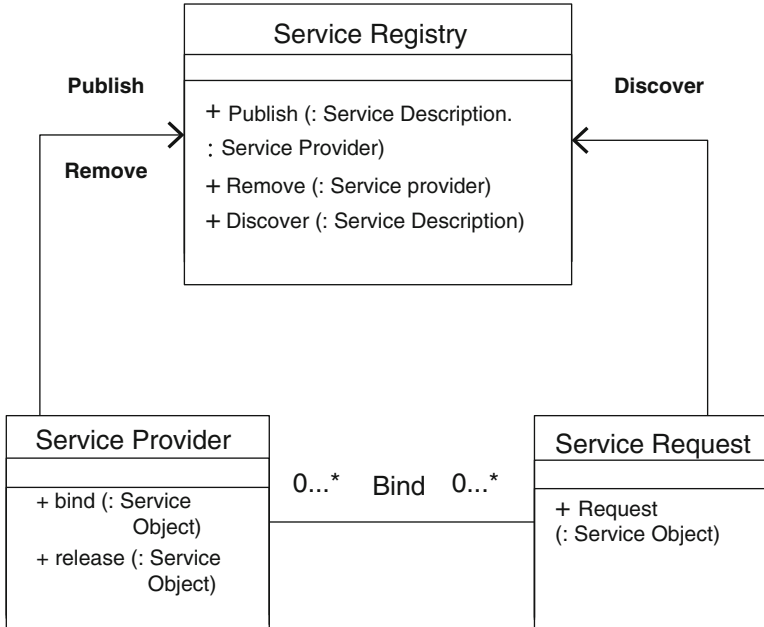 Service Registry
Publish
Discover
+ Publish (: Service Description.
: Service Provider)
Remove
+ Remove (: Service provider)
+ Discover (: Service Description)
Service Provider
Service Request
0...* Bind 0...*
+ bind (: Service
Object)
+ release (: Service
Object)
+ Request
(: Service Object)